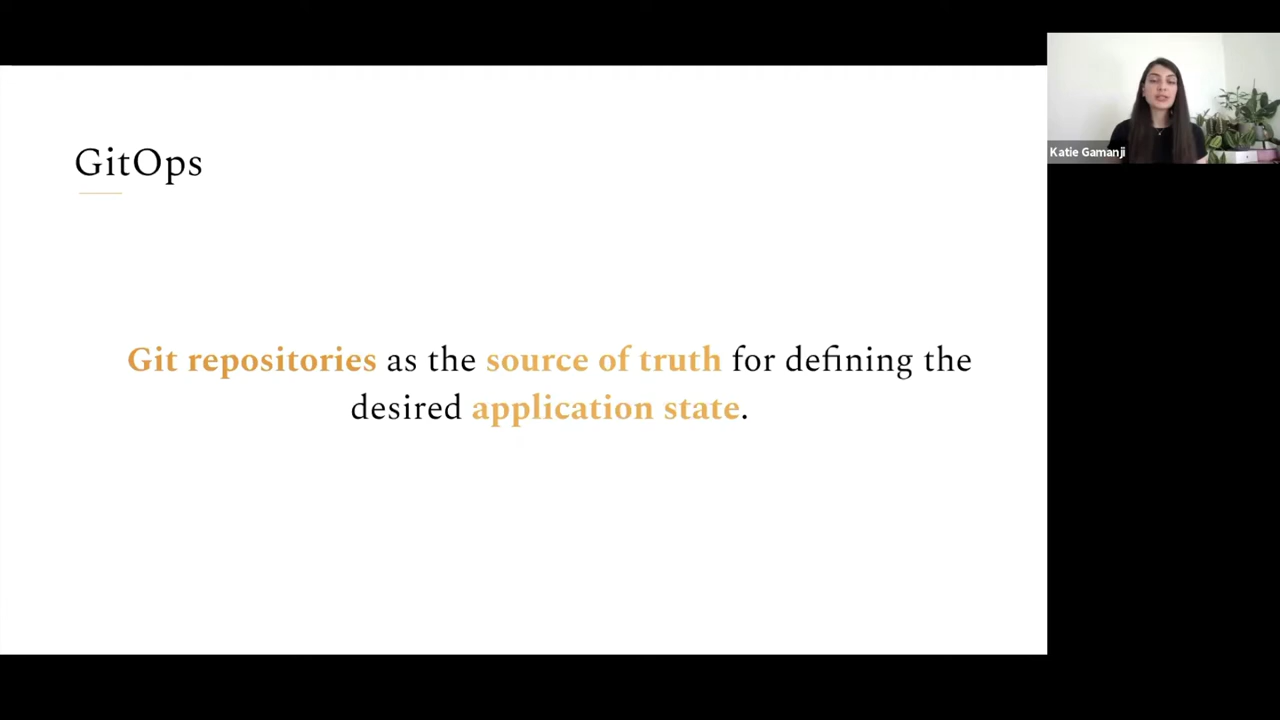 GitOps
Git repositories as the source of truth for defining the
desired application state.
Katie Gamanji